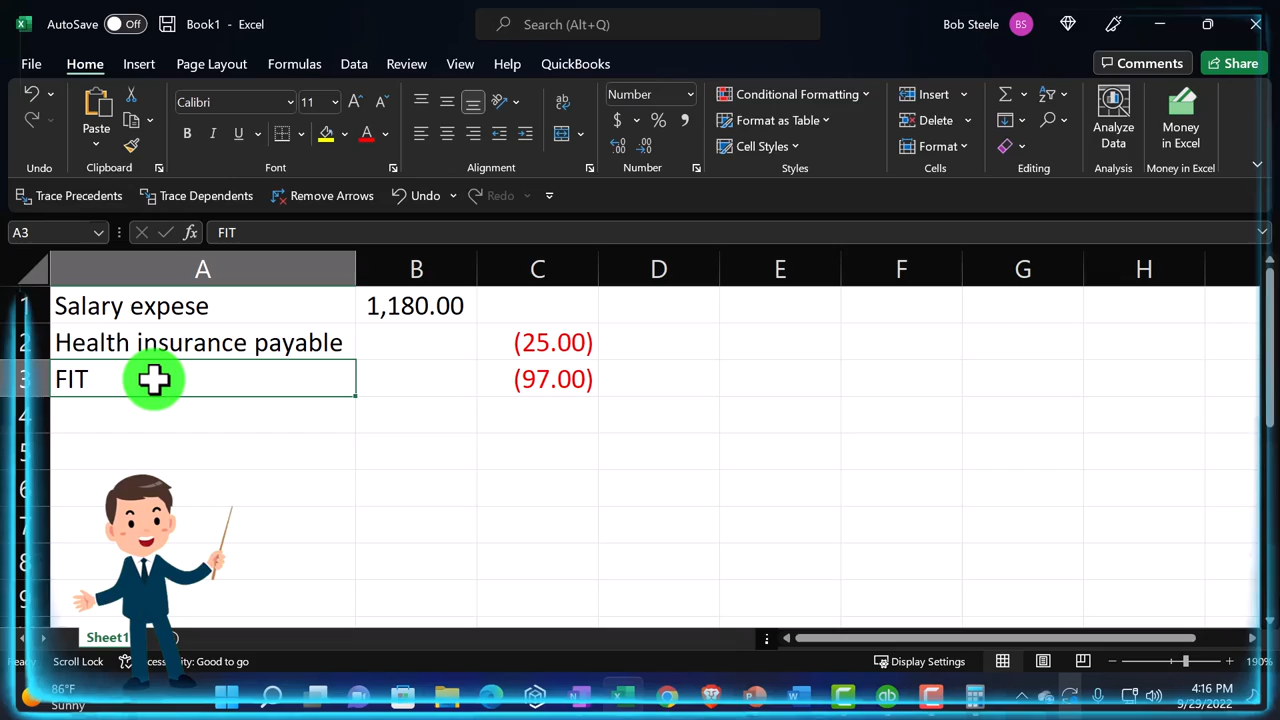 AutoSave Off Book1 - Excel Search (Alt+Q) Bob Steele BS
File Home Insert Page Layout Formulas Data Review View Help QuickBooks Comments Share
Paste Calibri 11 Number Conditional Formatting Insert
B I U A $ % Format as Table Delete Analyze Data Money in Excel
Cell Styles Format
Undo Clipboard Font Alignment Number Styles Cells Editing Analysis Money in Excel
Trace Precedents Trace Dependents Remove Arrows Undo Redo
A3 fx FIT
A B C D E F G H
1 Salary expese 1,180.00
2 Health insurance payable (25.00)
3 FIT (97.00)
4
5
6
7
8
9
Sheet1
Scroll Lock Good to go Display Settings 190%
86°F
Sunny
4:16 PM
9/29/2022